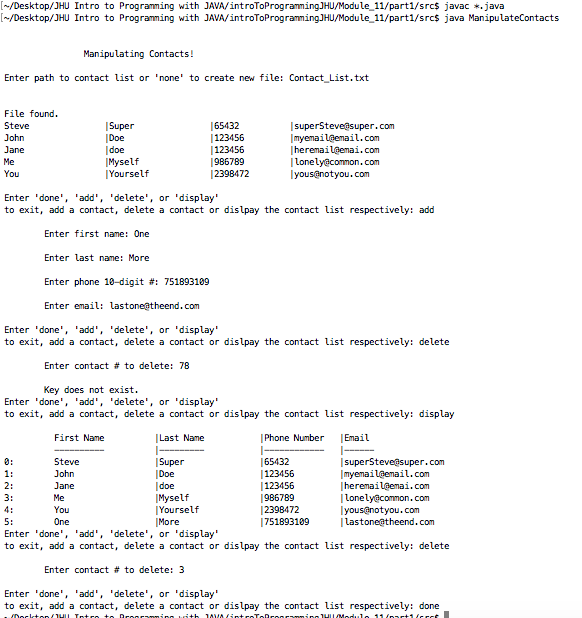 [~/Desktop/JHU Intro to Programming with JAVA/introToProgrammingJHU/Module_11/part1/src$ javac *.java
[~/Desktop/JHU Intro to Programming with JAVA/introToProgrammingJHU/Module_11/part1/src$ java ManipulateContacts
Manipulating Contacts!
Enter path to contact list or 'none' to create new file: Contact_List.txt
File found.
Steve |Super |65432 |superSteve@super.com
John |Doe |123456 |myemail@email.com
Jane |doe |123456 |heremail@emai.com
Me |Myself |986789 |lonely@common.com
You |Yourself |2398472 |yous@notyou.com
Enter 'done', 'add', 'delete', or 'display'
to exit, add a contact, delete a contact or dislpay the contact list respectively: add
Enter first name: One
Enter last name: More
Enter phone 10-digit #: 751893109
Enter email: lastone@theend.com
Enter 'done', 'add', 'delete', or 'display'
to exit, add a contact, delete a contact or dislpay the contact list respectively: delete
Enter contact # to delete: 78
Key does not exist.
Enter 'done', 'add', 'delete', or 'display'
to exit, add a contact, delete a contact or dislpay the contact list respectively: display
First Name |Last Name |Phone Number |Email
---------- |--------- |------------ |------
0: Steve |Super |65432 |superSteve@super.com
1: John |Doe |123456 |myemail@email.com
2: Jane |doe |123456 |heremail@emai.com
3: Me |Myself |986789 |lonely@common.com
4: You |Yourself |2398472 |yous@notyou.com
5: One |More |751893109 |lastone@theend.com
Enter 'done', 'add', 'delete', or 'display'
to exit, add a contact, delete a contact or dislpay the contact list respectively: delete
Enter contact # to delete: 3
Enter 'done', 'add', 'delete', or 'display'
to exit, add a contact, delete a contact or dislpay the contact list respectively: done
~/Desktop/JHU Intro to Programming with JAVA/introToProgrammingJHU/Module_11/part1/src$